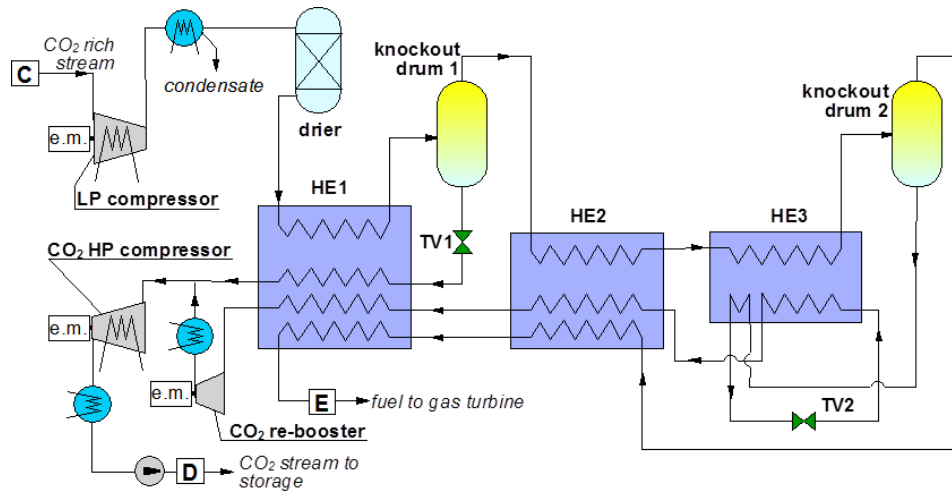 CO₂ rich
stream
C
condensate
e.m.
LP compressor
drier
knockout
drum 1
knockout
drum 2
HE1
TV1
HE2
HE3
CO₂ HP compressor
e.m.
e.m.
CO₂ re-booster
E
fuel to gas turbine
TV2
D
CO₂ stream to
storage